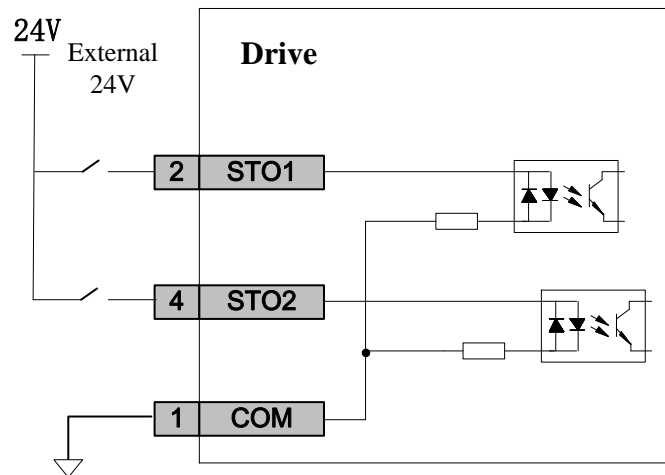 24V
External
24V
Drive
2 STO1
4 STO2
1 COM